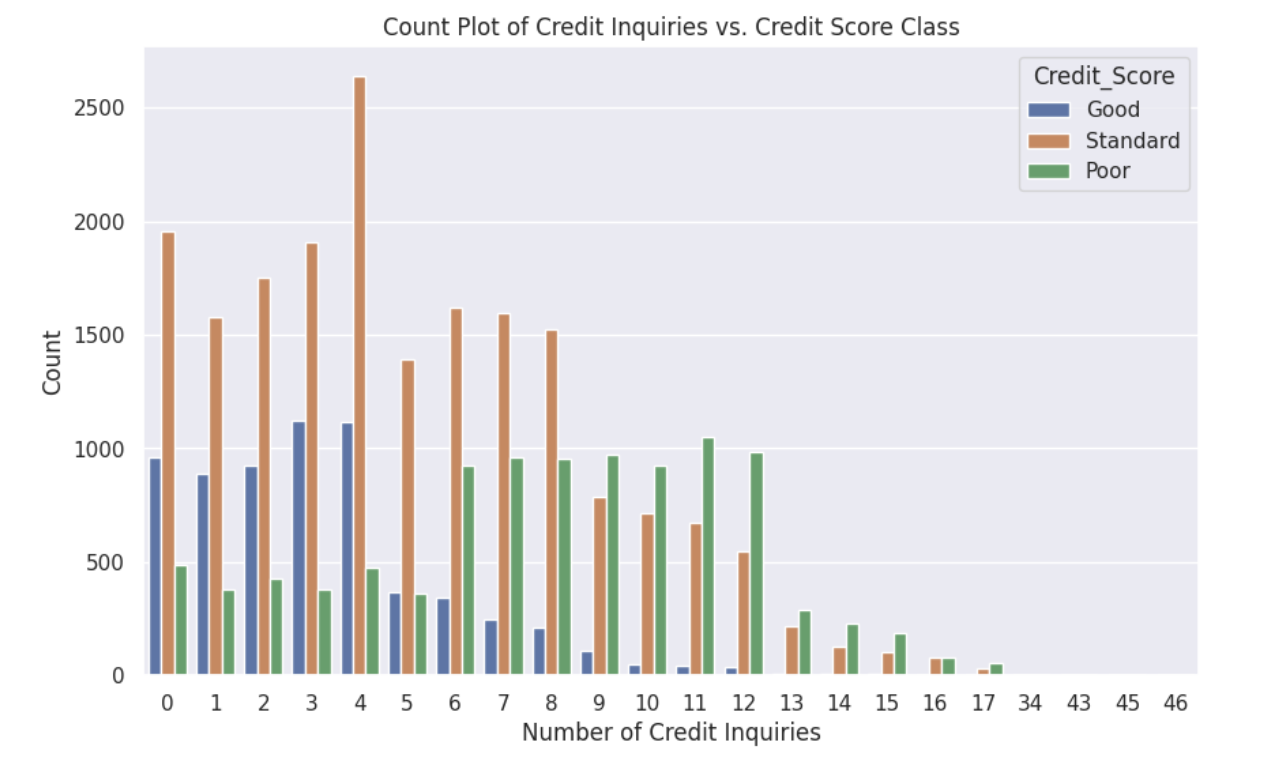 Count Plot of Credit Inquiries vs. Credit Score Class
Credit_Score
Good
Standard
Poor
Count
2500
2000
1500
1000
500
0
0 1 2 3 4 5 6 7 8 9 10 11 12 13 14 15 16 17 34 43 45 46
Number of Credit Inquiries